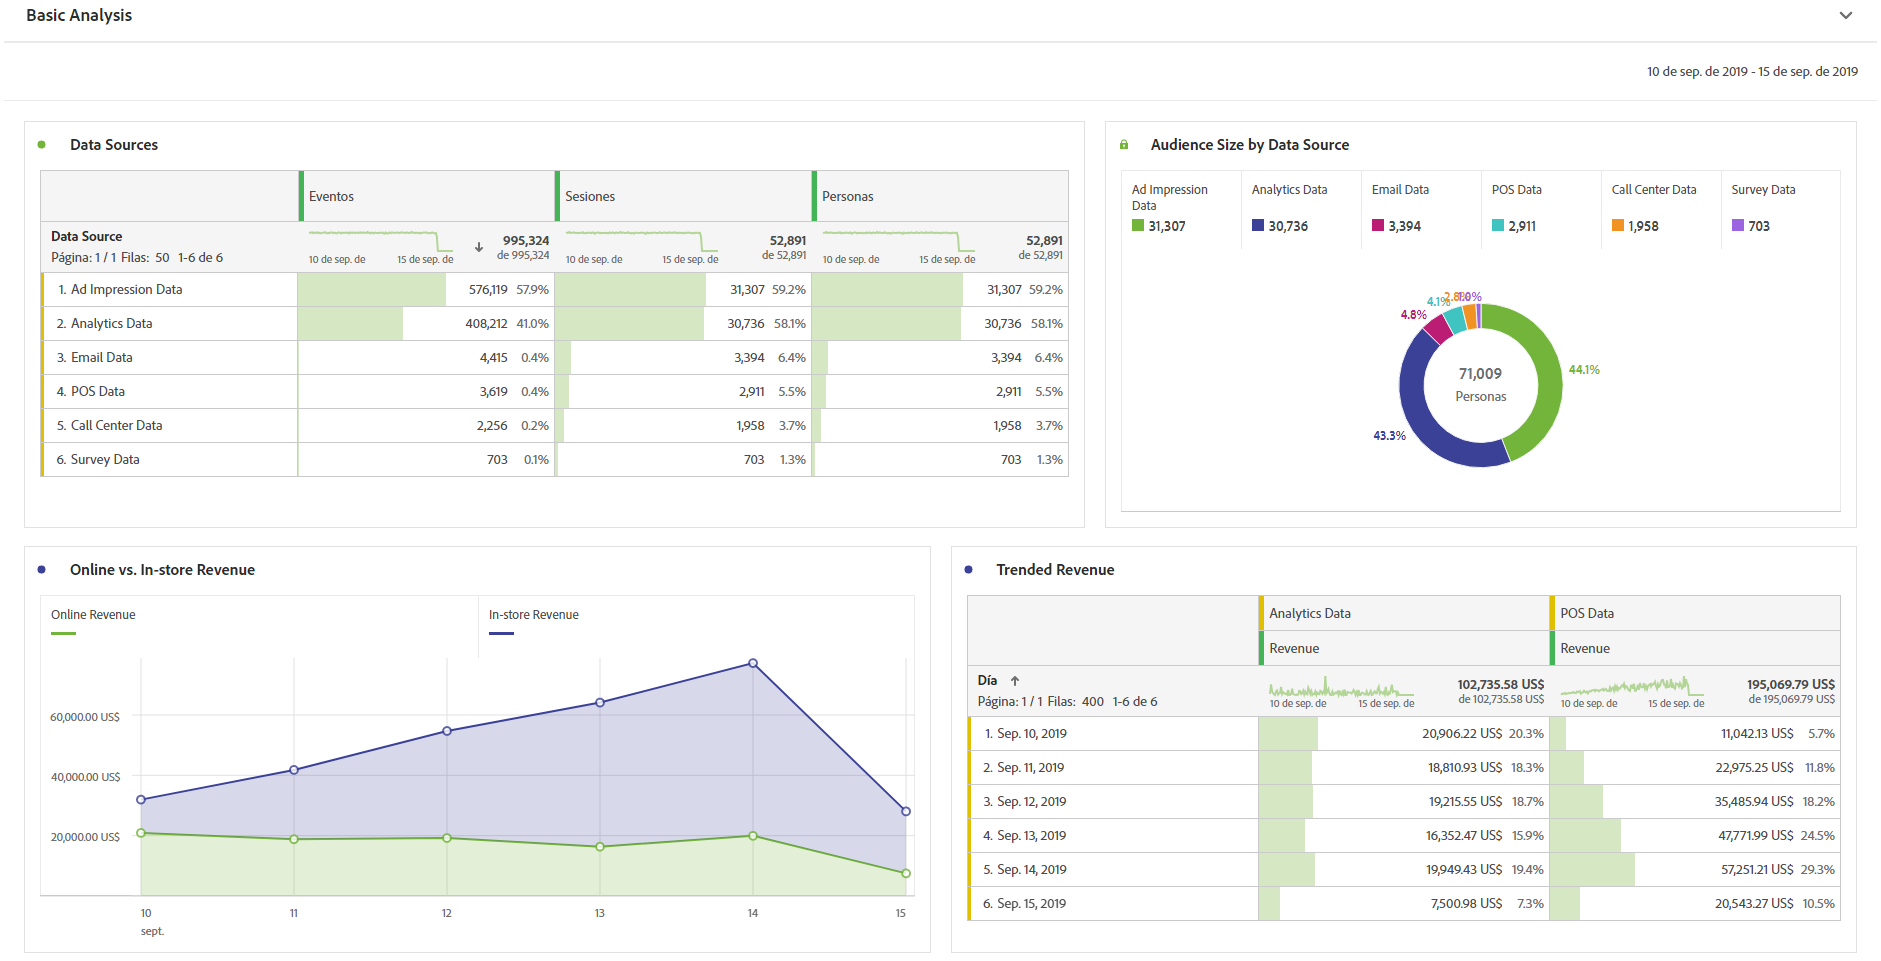 Basic Analysis
10 de sep. de 2019 - 15 de sep. de 2019
Data Sources
Eventos
Sesiones
Personas
Data Source
Página: 1 / 1 Filas: 50 1-6 de 6
10 de sep. de
15 de sep. de
995,324
de 995,324
10 de sep. de
15 de sep. de
52,891
de 52,891
10 de sep. de
15 de sep. de
52,891
de 52,891
1. Ad Impression Data 576,119 57.9% 31,307 59.2% 31,307 59.2%
2. Analytics Data 408,212 41.0% 30,736 58.1% 30,736 58.1%
3. Email Data 4,415 0.4% 3,394 6.4% 3,394 6.4%
4. POS Data 3,619 0.4% 2,911 5.5% 2,911 5.5%
5. Call Center Data 2,256 0.2% 1,958 3.7% 1,958 3.7%
6. Survey Data 703 0.1% 703 1.3% 703 1.3%
Audience Size by Data Source
Ad Impression
Data
31,307
Analytics Data
30,736
Email Data
3,394
POS Data
2,911
Call Center Data
1,958
Survey Data
703
4.8%
4.1%
2.8%
1.0%
44.1%
43.3%
71,009
Personas
Online vs. In-store Revenue
Online Revenue
In-store Revenue
60,000.00 US$
40,000.00 US$
20,000.00 US$
10 11 12 13 14 15
sept.
Trended Revenue
Analytics Data
POS Data
Revenue
Revenue
Día
Página: 1 / 1 Filas: 400 1-6 de 6
10 de sep. de
15 de sep. de
102,735.58 US$
de 102,735.58 US$
10 de sep. de
15 de sep. de
195,069.79 US$
de 195,069.79 US$
1. Sep. 10, 2019 20,906.22 US$ 20.3% 11,042.13 US$ 5.7%
2. Sep. 11, 2019 18,810.93 US$ 18.3% 22,975.25 US$ 11.8%
3. Sep. 12, 2019 19,215.55 US$ 18.7% 35,485.94 US$ 18.2%
4. Sep. 13, 2019 16,352.47 US$ 15.9% 47,771.99 US$ 24.5%
5. Sep. 14, 2019 19,949.43 US$ 19.4% 57,251.21 US$ 29.3%
6. Sep. 15, 2019 7,500.98 US$ 7.3% 20,543.27 US$ 10.5%